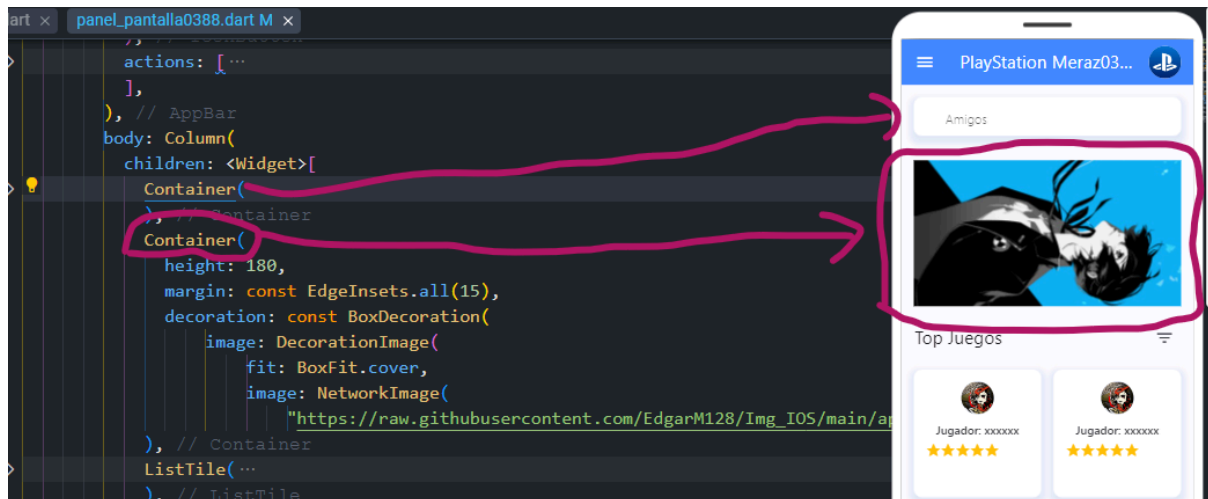 art × panel_pantalla0388.dart M ×
actions: [ ...
],
), // AppBar
body: Column(
children: <Widget>[
Container(
), // Container
Container(
height: 180,
margin: const EdgeInsets.all(15),
decoration: const BoxDecoration(
image: DecorationImage(
fit: BoxFit.cover,
image: NetworkImage(
"https://raw.githubusercontent.com/EdgarM128/Img_IOS/main/ap
), // Container
ListTile( ...
), // ListTile
PlayStation Meraz03...
Amigos
Top Juegos
Jugador: xxxxxx Jugador: xxxxxx